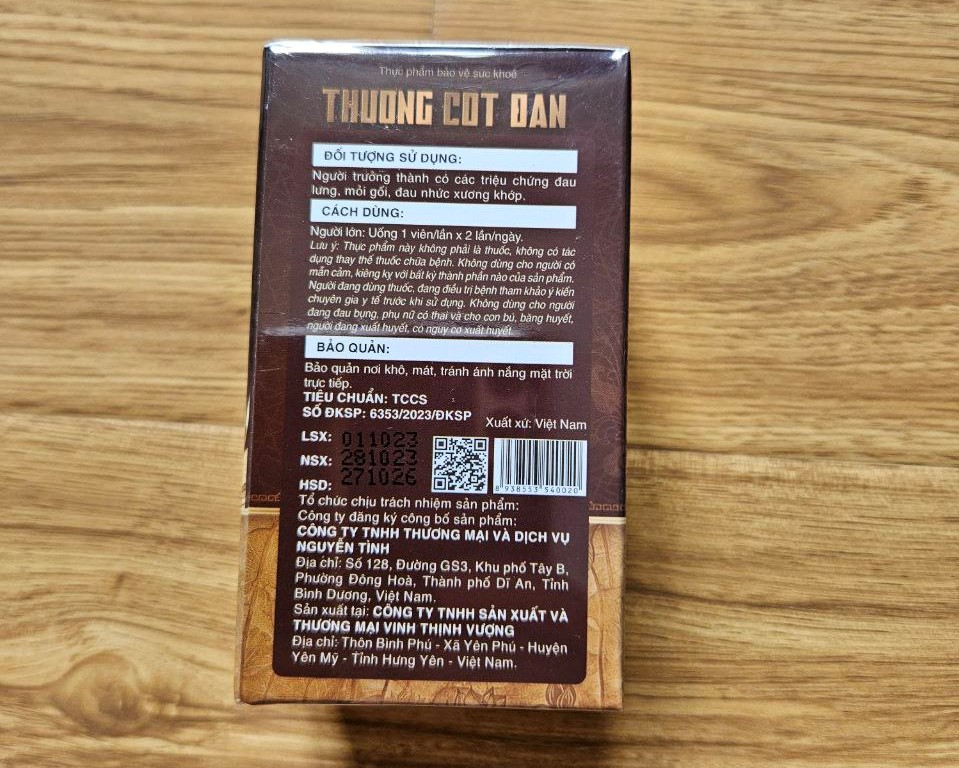 Thực phẩm bảo vệ sức khoẻ
THUONG COT DAN
ĐỐI TƯỢNG SỬ DỤNG:
Người trưởng thành có các triệu chứng đau
lưng, mỏi gối, đau nhức xương khớp.
CÁCH DÙNG:
Người lớn: Uống 1 viên/lần x 2 lần/ngày.
Lưu ý: Thực phẩm này không phải là thuốc, không có tác
dụng thay thế thuốc chữa bệnh. Không dùng cho người có
mẫn cảm, kiêng kỵ với bất kỳ thành phần nào của sản phẩm.
Người đang dùng thuốc, đang điều trị bệnh tham khảo ý kiến
chuyên gia y tế trước khi sử dụng. Không dùng cho người
đang đau bụng, phụ nữ có thai và cho con bú, băng huyết,
người đang xuất huyết, có nguy cơ xuất huyết.
BẢO QUẢN:
Bảo quản nơi khô, mát, tránh ánh nắng mặt trời
trực tiếp.
TIÊU CHUẨN: TCCS
SỐ ĐKSP: 6353/2023/ĐKSP
Xuất xứ: Việt Nam
LSX: 011023
NSX: 281023
HSD: 271026
8 938553 540020
Tổ chức chịu trách nhiệm sản phẩm:
Công ty đăng ký công bố sản phẩm:
CÔNG TY TNHH THƯƠNG MẠI VÀ DỊCH VỤ
NGUYỄN TÌNH
Địa chỉ: Số 128, Đường GS3, Khu phố Tây B,
Phường Đông Hoà, Thành phố Dĩ An, Tỉnh
Bình Dương, Việt Nam.
Sản xuất tại: CÔNG TY TNHH SẢN XUẤT VÀ
THƯƠNG MẠI VINH THỊNH VƯỢNG
Địa chỉ: Thôn Bình Phú - Xã Yên Phú - Huyện
Yên Mỹ - Tỉnh Hưng Yên - Việt Nam.